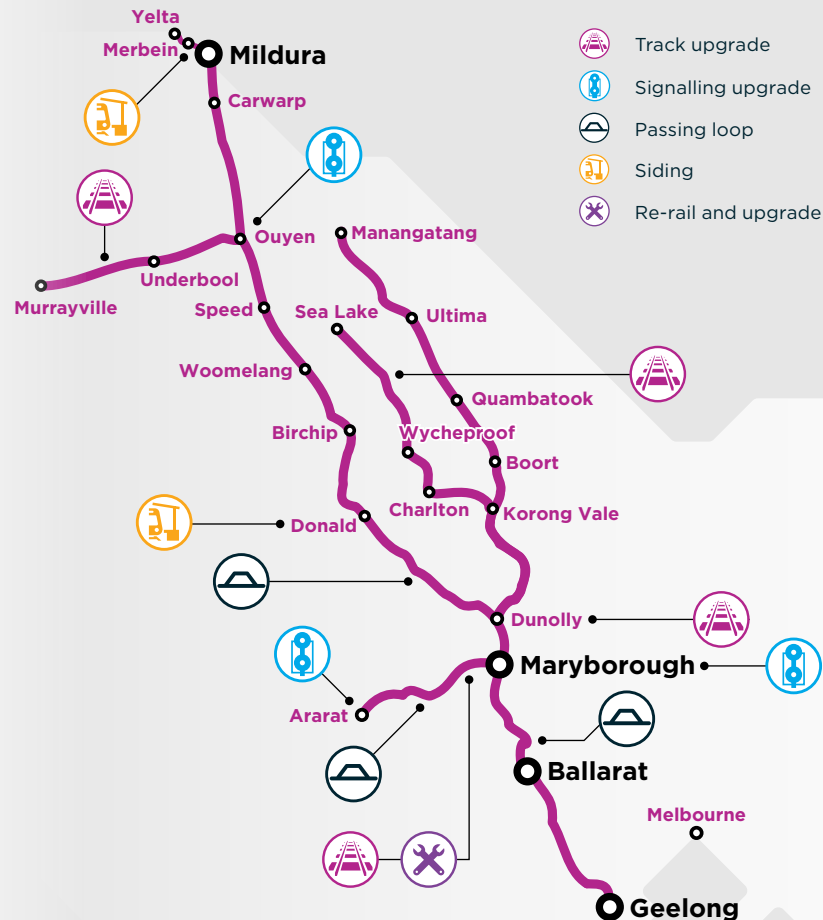 Yelta
Merbein
Mildura
Track upgrade
Signalling upgrade
Carwarp
Passing loop
Siding
Re-rail and upgrade
Ouyen
Manangatang
Underbool
Murrayville
Speed
Sea Lake
Ultima
Woomelang
Quambatook
Birchip
Wycheproof
Boort
Charlton
Korong Vale
Donald
Dunolly
Maryborough
Ararat
Ballarat
Melbourne
Geelong